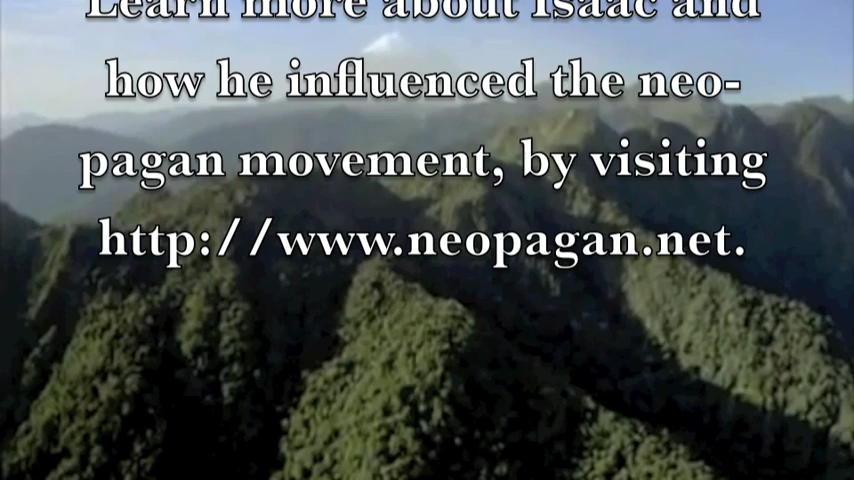 Learn more about Isaac and
how he influenced the neo-
pagan movement, by visiting
http://www.neopagan.net.